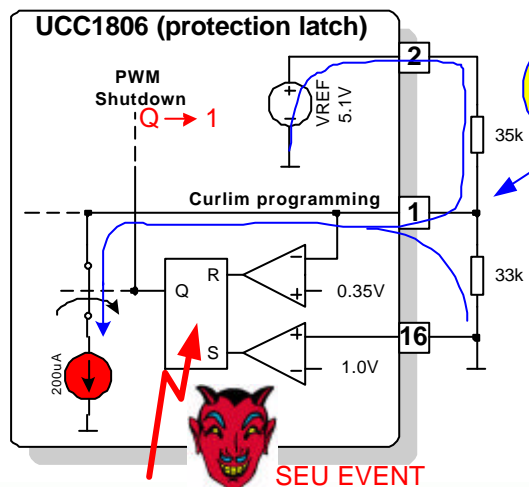 UCC1806 (protection latch)
2
PWM
Shutdown
Q → 1
VREF
5.1V
35k
Curlim programming
1
R
Q
0.35V
33k
16
S
1.0V
200uA
SEU EVENT